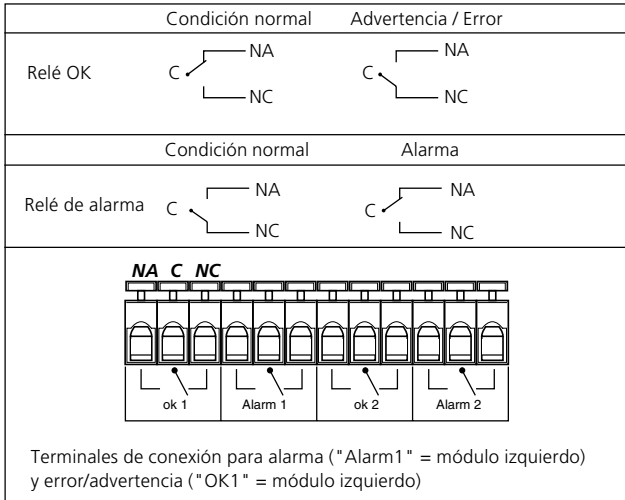 Condición normal Advertencia / Error
Relé OK C NA NC C NA NC
Condición normal Alarma
Relé de alarma C NA NC C NA NC
NA C NC
ok 1 Alarm 1 ok 2 Alarm 2
Terminales de conexión para alarma ("Alarm1" = módulo izquierdo)
y error/advertencia ("OK1" = módulo izquierdo)